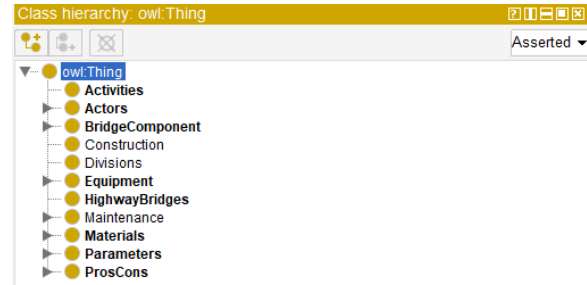 Class hierarchy: owl:Thing
Asserted
owl:Thing
Activities
Actors
BridgeComponent
Construction
Divisions
Equipment
HighwayBridges
Maintenance
Materials
Parameters
ProsCons